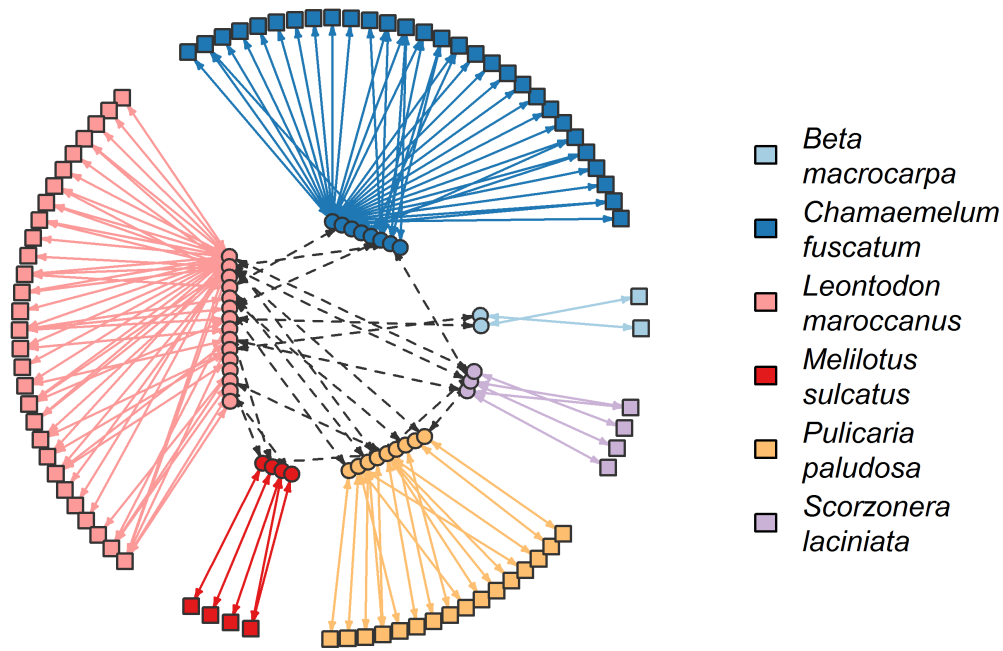 Beta
macrocarpa
Chamaemelum
fuscatum
Leontodon
maroccanus
Melilotus
sulcatus
Pulicaria
paludosa
Scorzonera
laciniata